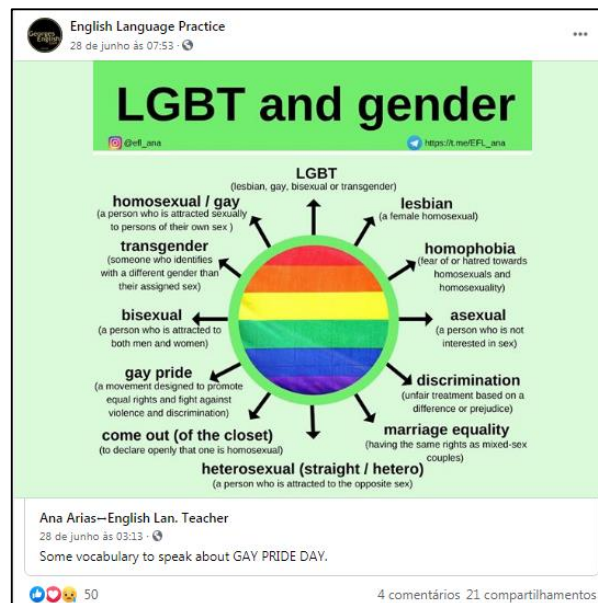 English Language Practice
28 de junho às 07:53 ·
LGBT and gender
@efl_ana
https://t.me/EFL_ana
LGBT
(lesbian, gay, bisexual or transgender)
homosexual / gay
(a person who is attracted sexually
to persons of their own sex )
lesbian
(a female homosexual)
transgender
(someone who identifies
with a different gender than
their assigned sex)
homophobia
(fear of or hatred towards
homosexuals and
homosexuality)
bisexual
(a person who is attracted to
both men and women)
asexual
(a person who is not
interested in sex)
gay pride
(a movement designed to promote
equal rights and fight against
violence and discrimination)
discrimination
(unfair treatment based on a
difference or prejudice)
come out (of the closet)
(to declare openly that one is homosexual)
marriage equality
(having the same rights as mixed-sex
couples)
heterosexual (straight / hetero)
(a person who is attracted to the opposite sex)
Ana Arias—English Lan. Teacher
28 de junho às 03:13 ·
Some vocabulary to speak about GAY PRIDE DAY.
50
4 comentários 21 compartilhamentos